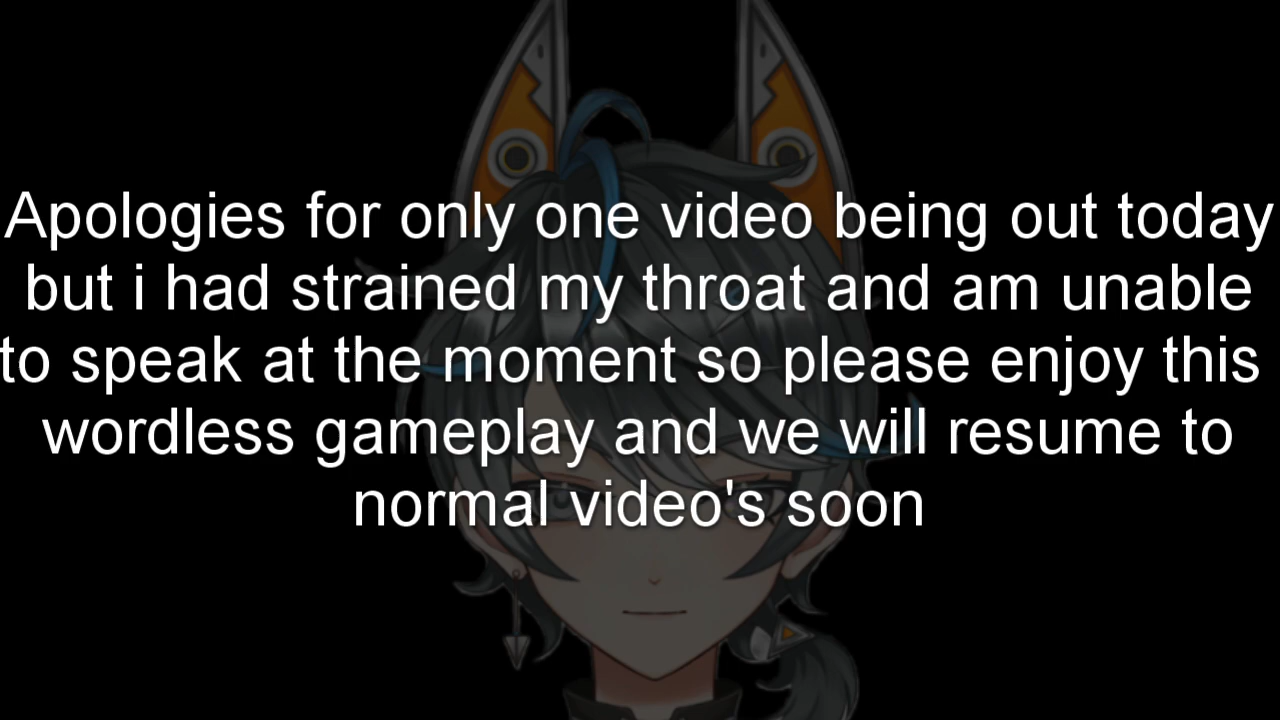 Apologies for only one video being out today
but i had strained my throat and am unable
to speak at the moment so please enjoy this
wordless gameplay and we will resume to
normal video's soon